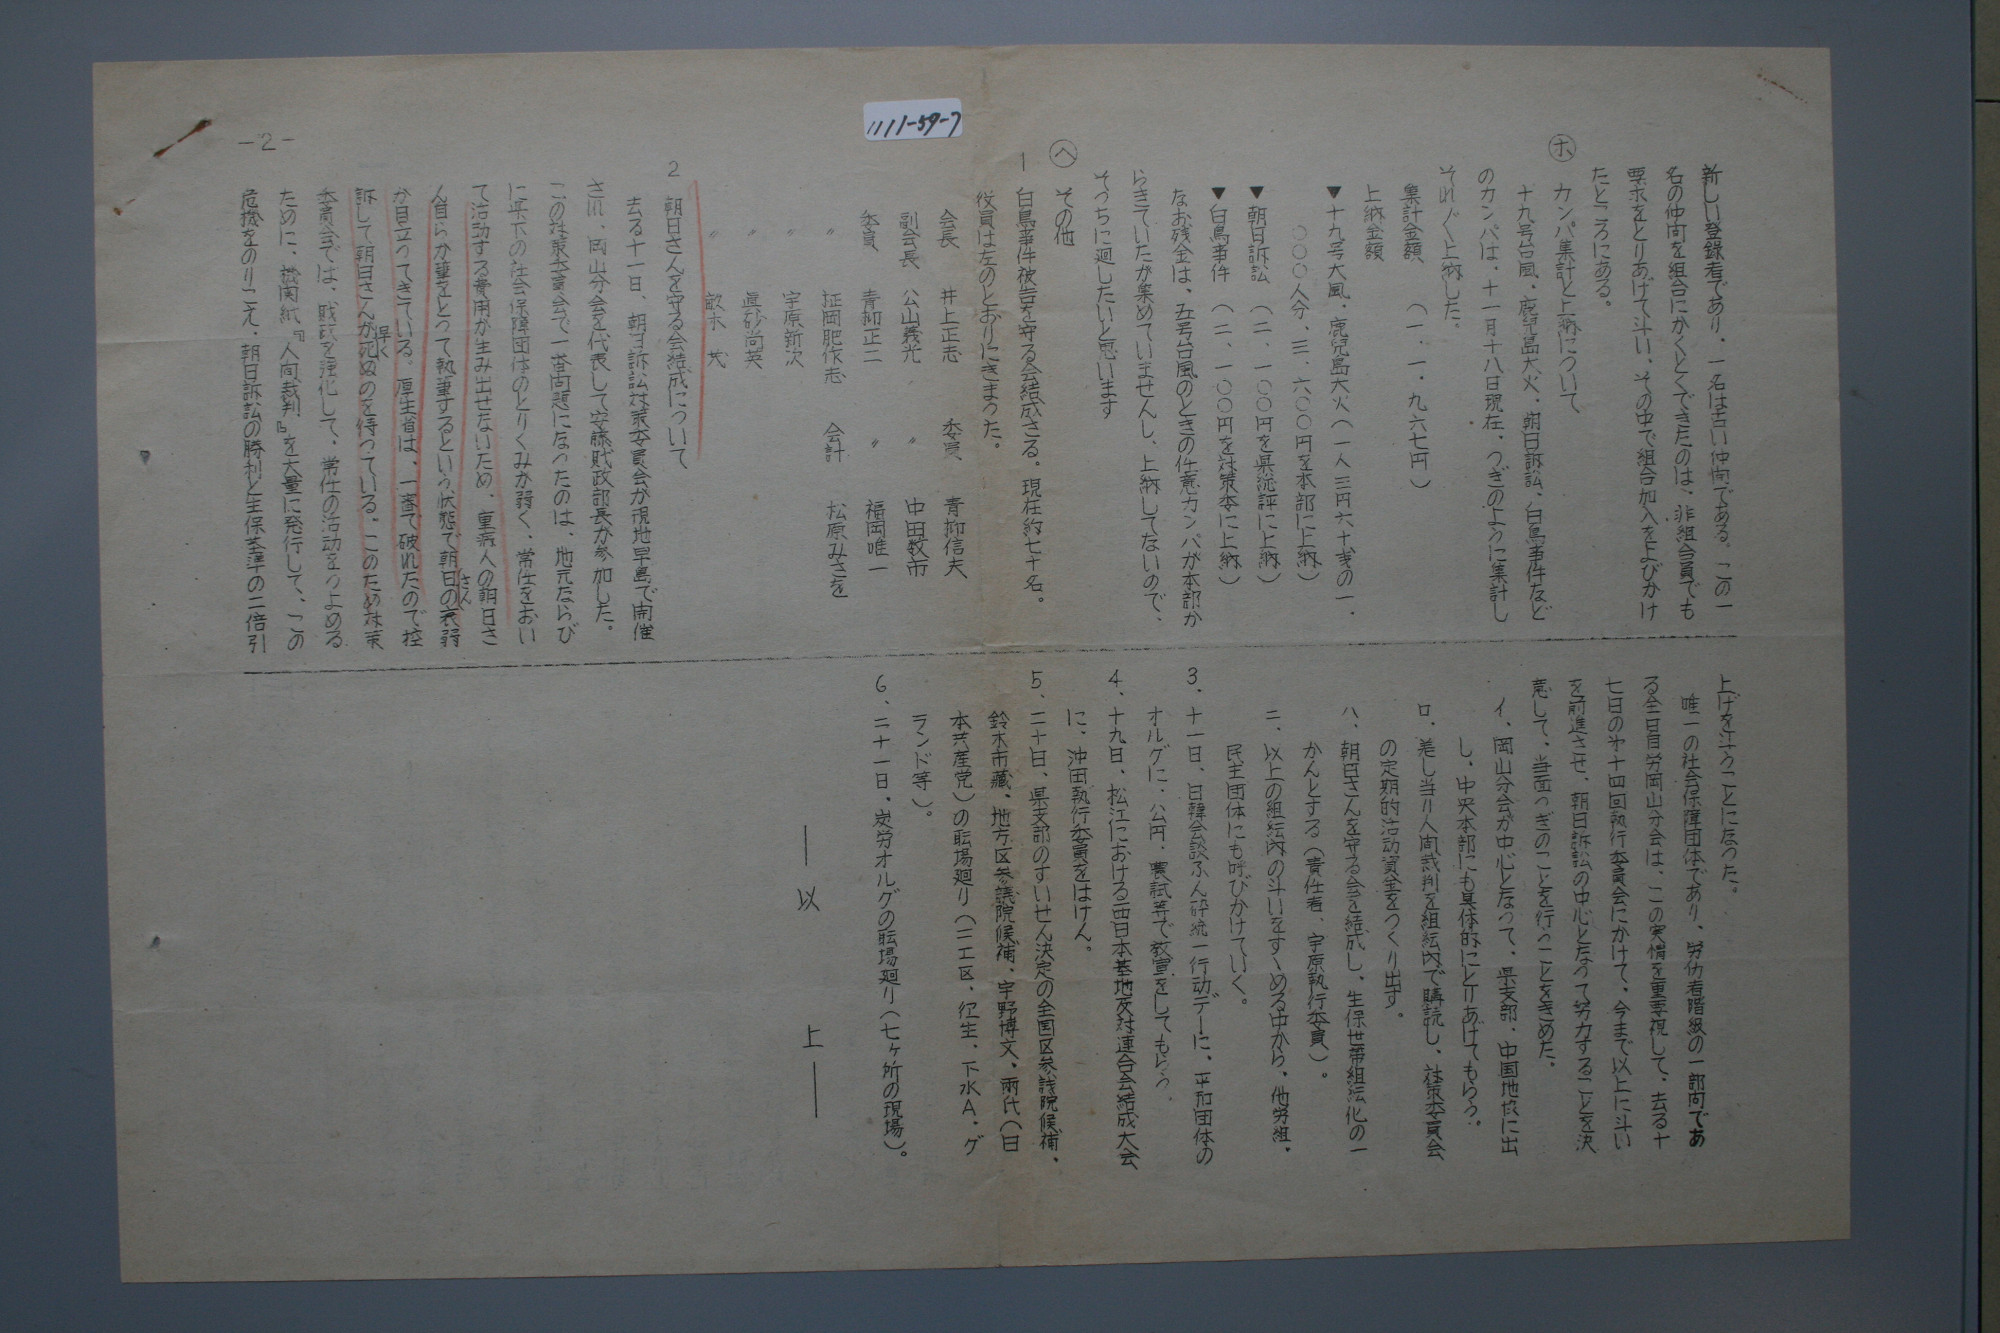 1111-59-7
新しい登録者であり、一名は古い仲间である。この一
名の仲间を組合にかくとくできたのは、非組合員でも
要求をとりあげて斗い、その中で組合加入をよびかけ
たところにある。
㋭ カンパ集計と上納について
十九号台風、鹿児島大火、朝日訴訟、白鳥事件など
のカンパは、十一月十八日現在、つぎのように集計し
それ〲上納した。
集計金額 (一、一、九六七円)
上納金額
▼十九号大風、鹿児島大火(一人三円六十銭の一、
〇〇〇人分、三、六〇〇円を本部に上納)
▼朝日訴訟 (二、一〇〇円を県総評に上納)
▼白鳥事件 (二、一〇〇円を対策委に上納)
なお残金は、五号台風のときの任意カンパが本部か
らきていたが集めていませんし、上納してないので、
そっちに廻したいと思います
㋬ その他
1 白鳥事件被告を守る会結成さる。現在約七十名。
役員は左のとおりにきまった。
会長 井上正志 委員 青柳信夫
副会長 公山義光 〃 中田数市
委員 青柳正二 〃 福岡唯一
〃 征岡肥作志 会計 松原みさを
〃 宇原新次
〃 眞砂尚英
〃 敏木 茂
2 朝日さんを守る会結成について
去る十一日、朝日訴訟対策委員会が現地早島で開催
され、岡山分会を代表して安藤財政部長が参加した。
この対策委員会で一番问題になったのは、地元ならび
に県下の社会保障団体のとりくみが弱く、常任をおい
て活动する費用が生み出せないため、重病人の朝日さ
ん自らが筆をとって執筆するという状態で朝日さんの衰弱
が目立ってきている。厚生省は、一審で破れたので控
訴して朝日さんが早く死ぬのを待っている。このため対策
委員会では、財政を強化して、常任の活动をつよめる
ために、機関紙『人间裁判』を大量に発行して、この
危機をのりこえ、朝日訴訟の勝利と生保基準の二倍引
-2-
上げを斗うことになった。
唯一の社会保障団体であり、労仂者階級の一部门であ
る全日自労岡山分会は、この実情を重要視して、去る十
七日の㐧十四回執行委員会にかけて、今まで以上に斗い
を前進させ、朝日訴訟の中心となって努力することを決
意して、当面つぎのことを行うことをきめた。
イ、岡山分会が中心となって、県支部、中国地協に出
し、中央本部にも具体的にとりあげてもらう。
ロ、差し当り人间裁判を組织内で購読し、対策委員会
の定期的活动資金をつくり出す。
ハ、朝日さんを守る会を結成し、生保世帯組织化の一
かんとする(責任者、宇原執行委員)。
ニ、以上の組织内の斗いをすゝめる中から、他労組、
民主団体にも呼びかけていく。
3、十一日、日韓会談ふん砕統一行动デーに、平和団体の
オルグに、公円、農試等で教宣をしてもらう
4、十九日、松江における西日本基地反対連合会結成大会
に、沖田執行委員をはけん。
5、二十日、県支部のすいせん決定の全国区参議院候補、
鈴木市藏、地方区参議院候補、宇野博文、両氏(日
本共産党)の職場廻り(三工区、衍生、下水A、グ
ランド等)。
6、二十一日、炭労オルグの職場廻り(七ヶ所の現場)。
―以 上―